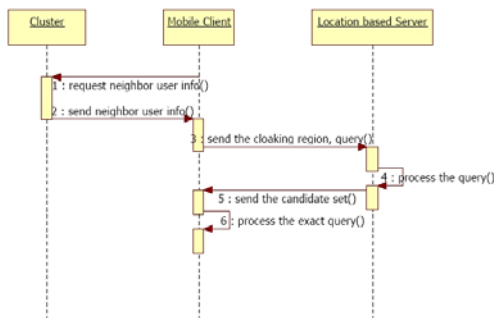 Cluster
Mobile Client
Location based Server
1 : request neighbor user info()
2 : send neighbor user info()
3 : send the cloaking region, query()
4 : process the query()
5 : send the candidate set()
6 : process the exact query()